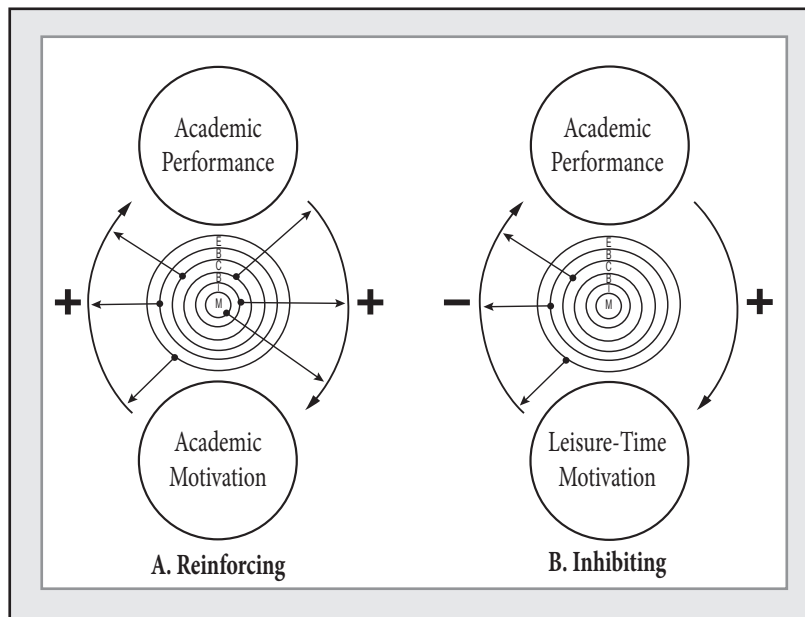 Academic
Performance
E
B
C
B
I
M
+
+
Academic
Motivation
A. Reinforcing
Academic
Performance
E
B
C
B
I
M
-
+
Leisure-Time
Motivation
B. Inhibiting